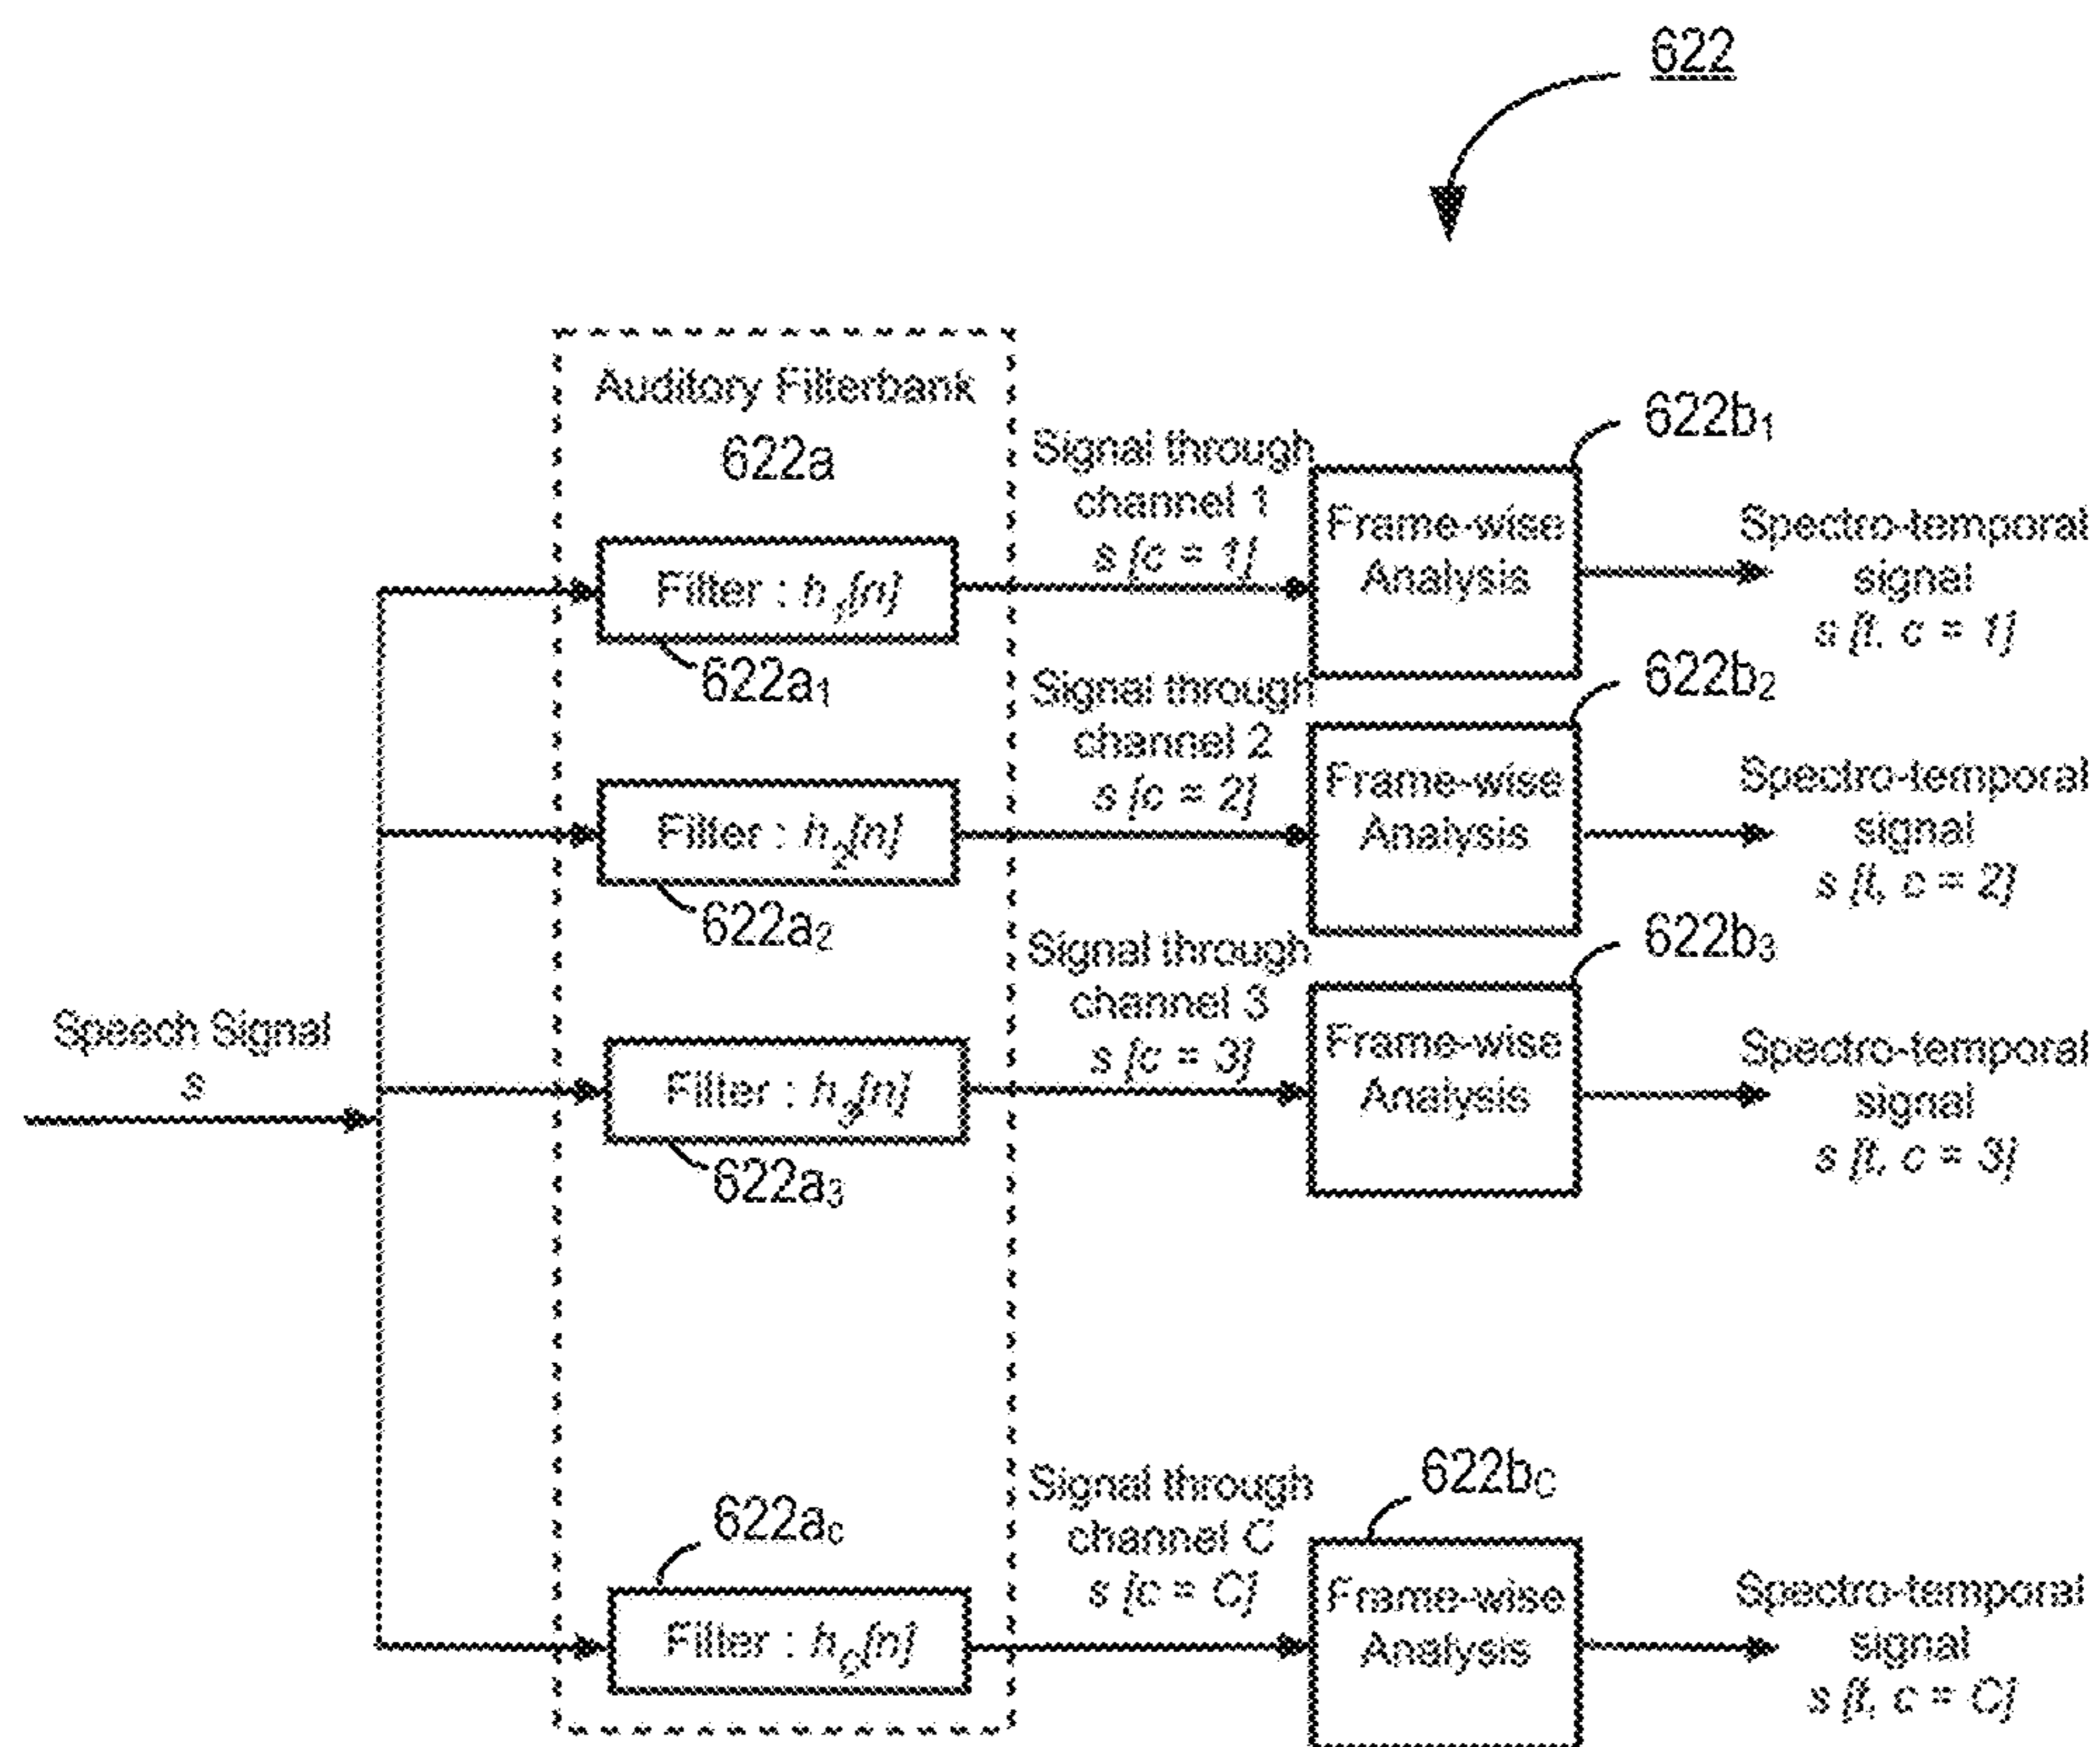 622
Auditory Filterbank
622a
Signal through
channel 1
s [c = 1]
622b₁
Frame-wise
Analysis
Spectro-temporal
signal
s [t, c = 1]
Filter : h₁[n]
622a₁
Signal through
channel 2
s [c = 2]
622b₂
Frame-wise
Analysis
Spectro-temporal
signal
s [t, c = 2]
Filter : h₂[n]
622a₂
Signal through
channel 3
s [c = 3]
622b₃
Frame-wise
Analysis
Spectro-temporal
signal
s [t, c = 3]
Speech Signal
s
Filter : h₃[n]
622a₃
622a_C
Filter : h_C[n]
Signal through
channel C
s [c = C]
622b_C
Frame-wise
Analysis
Spectro-temporal
signal
s [t, c = C]